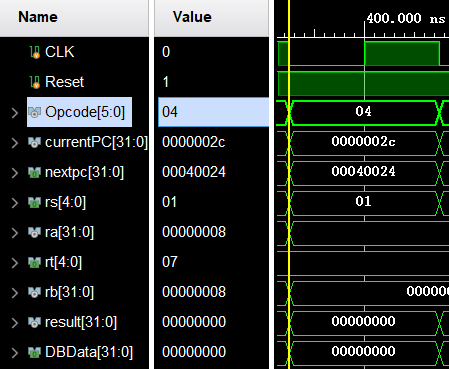 Name Value 400.000 ns
CLK 0
Reset 1
Opcode[5:0] 04 04
currentPC[31:0] 0000002c 0000002c
nextpc[31:0] 00040024 00040024
rs[4:0] 01 01
ra[31:0] 00000008
rt[4:0] 07
rb[31:0] 00000008 000000
result[31:0] 00000000 00000000
DBData[31:0] 00000000 00000000